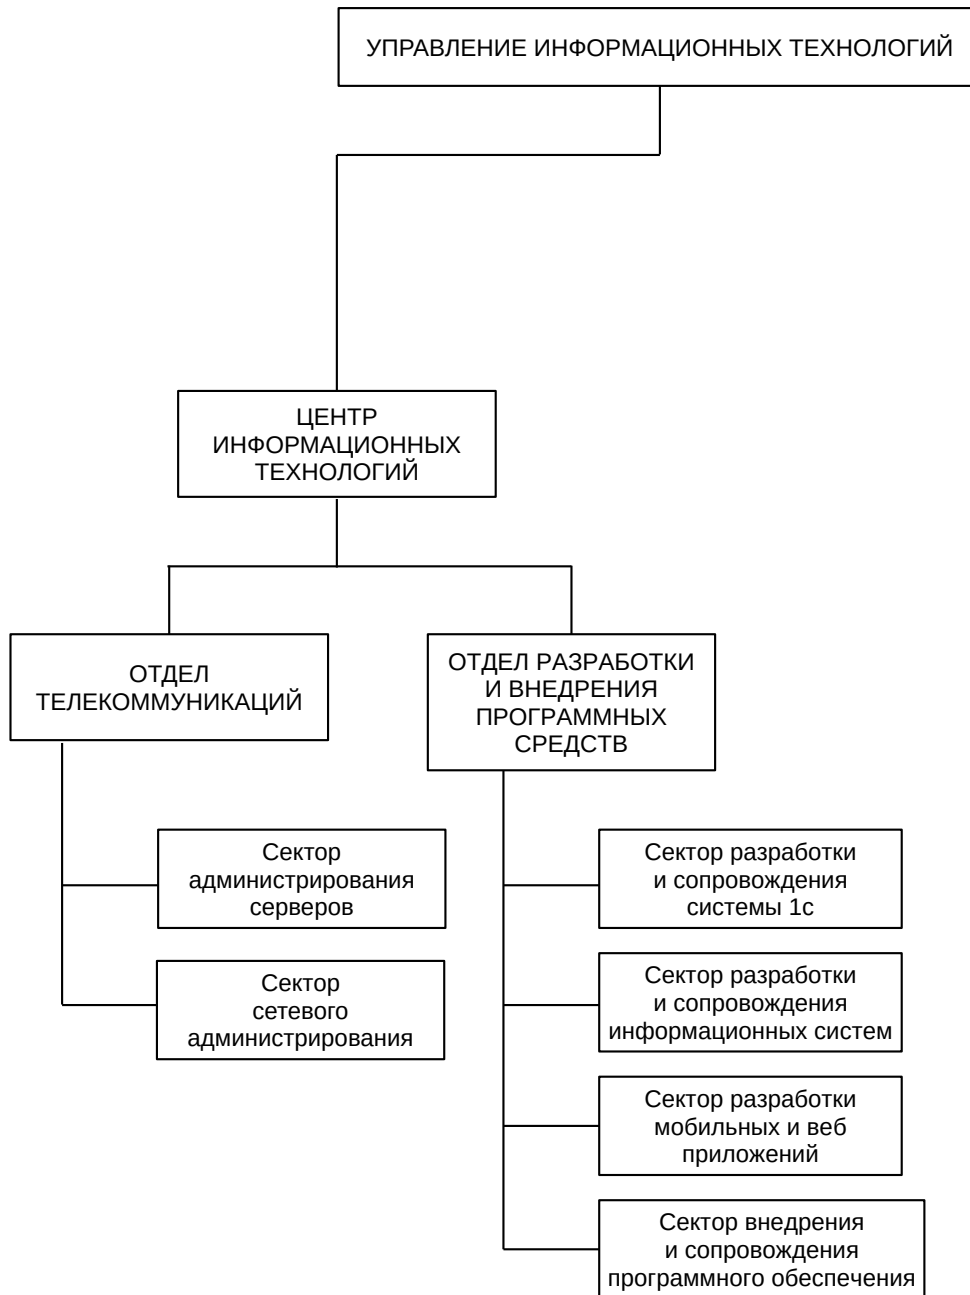 УПРАВЛЕНИЕ ИНФОРМАЦИОННЫХ ТЕХНОЛОГИЙ
ЦЕНТР
ИНФОРМАЦИОННЫХ
ТЕХНОЛОГИЙ
ОТДЕЛ
ТЕЛЕКОММУНИКАЦИЙ
ОТДЕЛ РАЗРАБОТКИ
И ВНЕДРЕНИЯ
ПРОГРАММНЫХ
СРЕДСТВ
Сектор
администрирования
серверов
Сектор
сетевого
администрирования
Сектор разработки
и сопровождения
системы 1с
Сектор разработки
и сопровождения
информационных систем
Сектор разработки
мобильных и веб
приложений
Сектор внедрения
и сопровождения
программного обеспечения